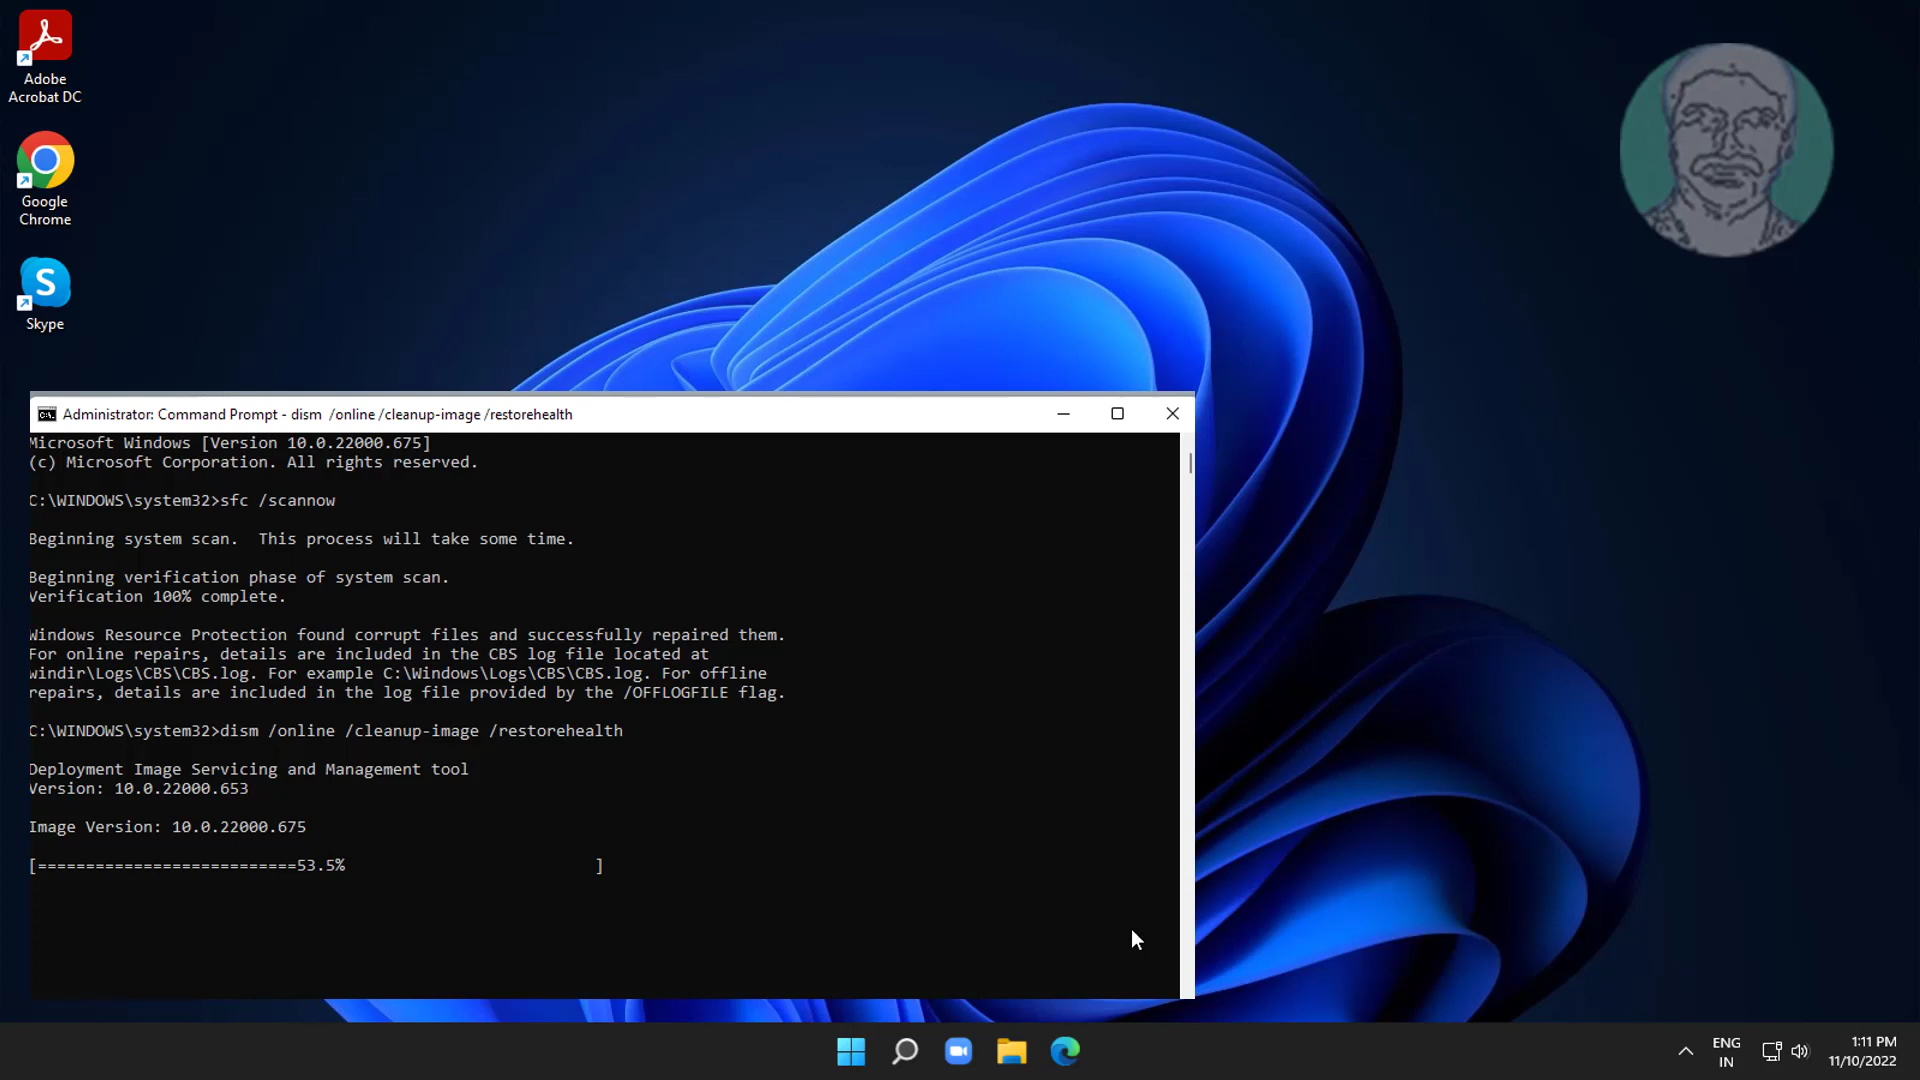 Adobe
Acrobat DC
Google
Chrome
S
Skype
Administrator: Command Prompt - dism  /online /cleanup-image /restorehealth
Microsoft Windows [Version 10.0.22000.675]
(c) Microsoft Corporation. All rights reserved.
C:\WINDOWS\system32>sfc /scannow
Beginning system scan.  This process will take some time.
Beginning verification phase of system scan.
Verification 100% complete.
Windows Resource Protection found corrupt files and successfully repaired them.
For online repairs, details are included in the CBS log file located at
windir\Logs\CBS\CBS.log. For example C:\Windows\Logs\CBS\CBS.log. For offline
repairs, details are included in the log file provided by the /OFFLOGFILE flag.
C:\WINDOWS\system32>dism /online /cleanup-image /restorehealth
Deployment Image Servicing and Management tool
Version: 10.0.22000.653
Image Version: 10.0.22000.675
[===========================53.5%                          ]
ENG
IN
1:11 PM
11/10/2022